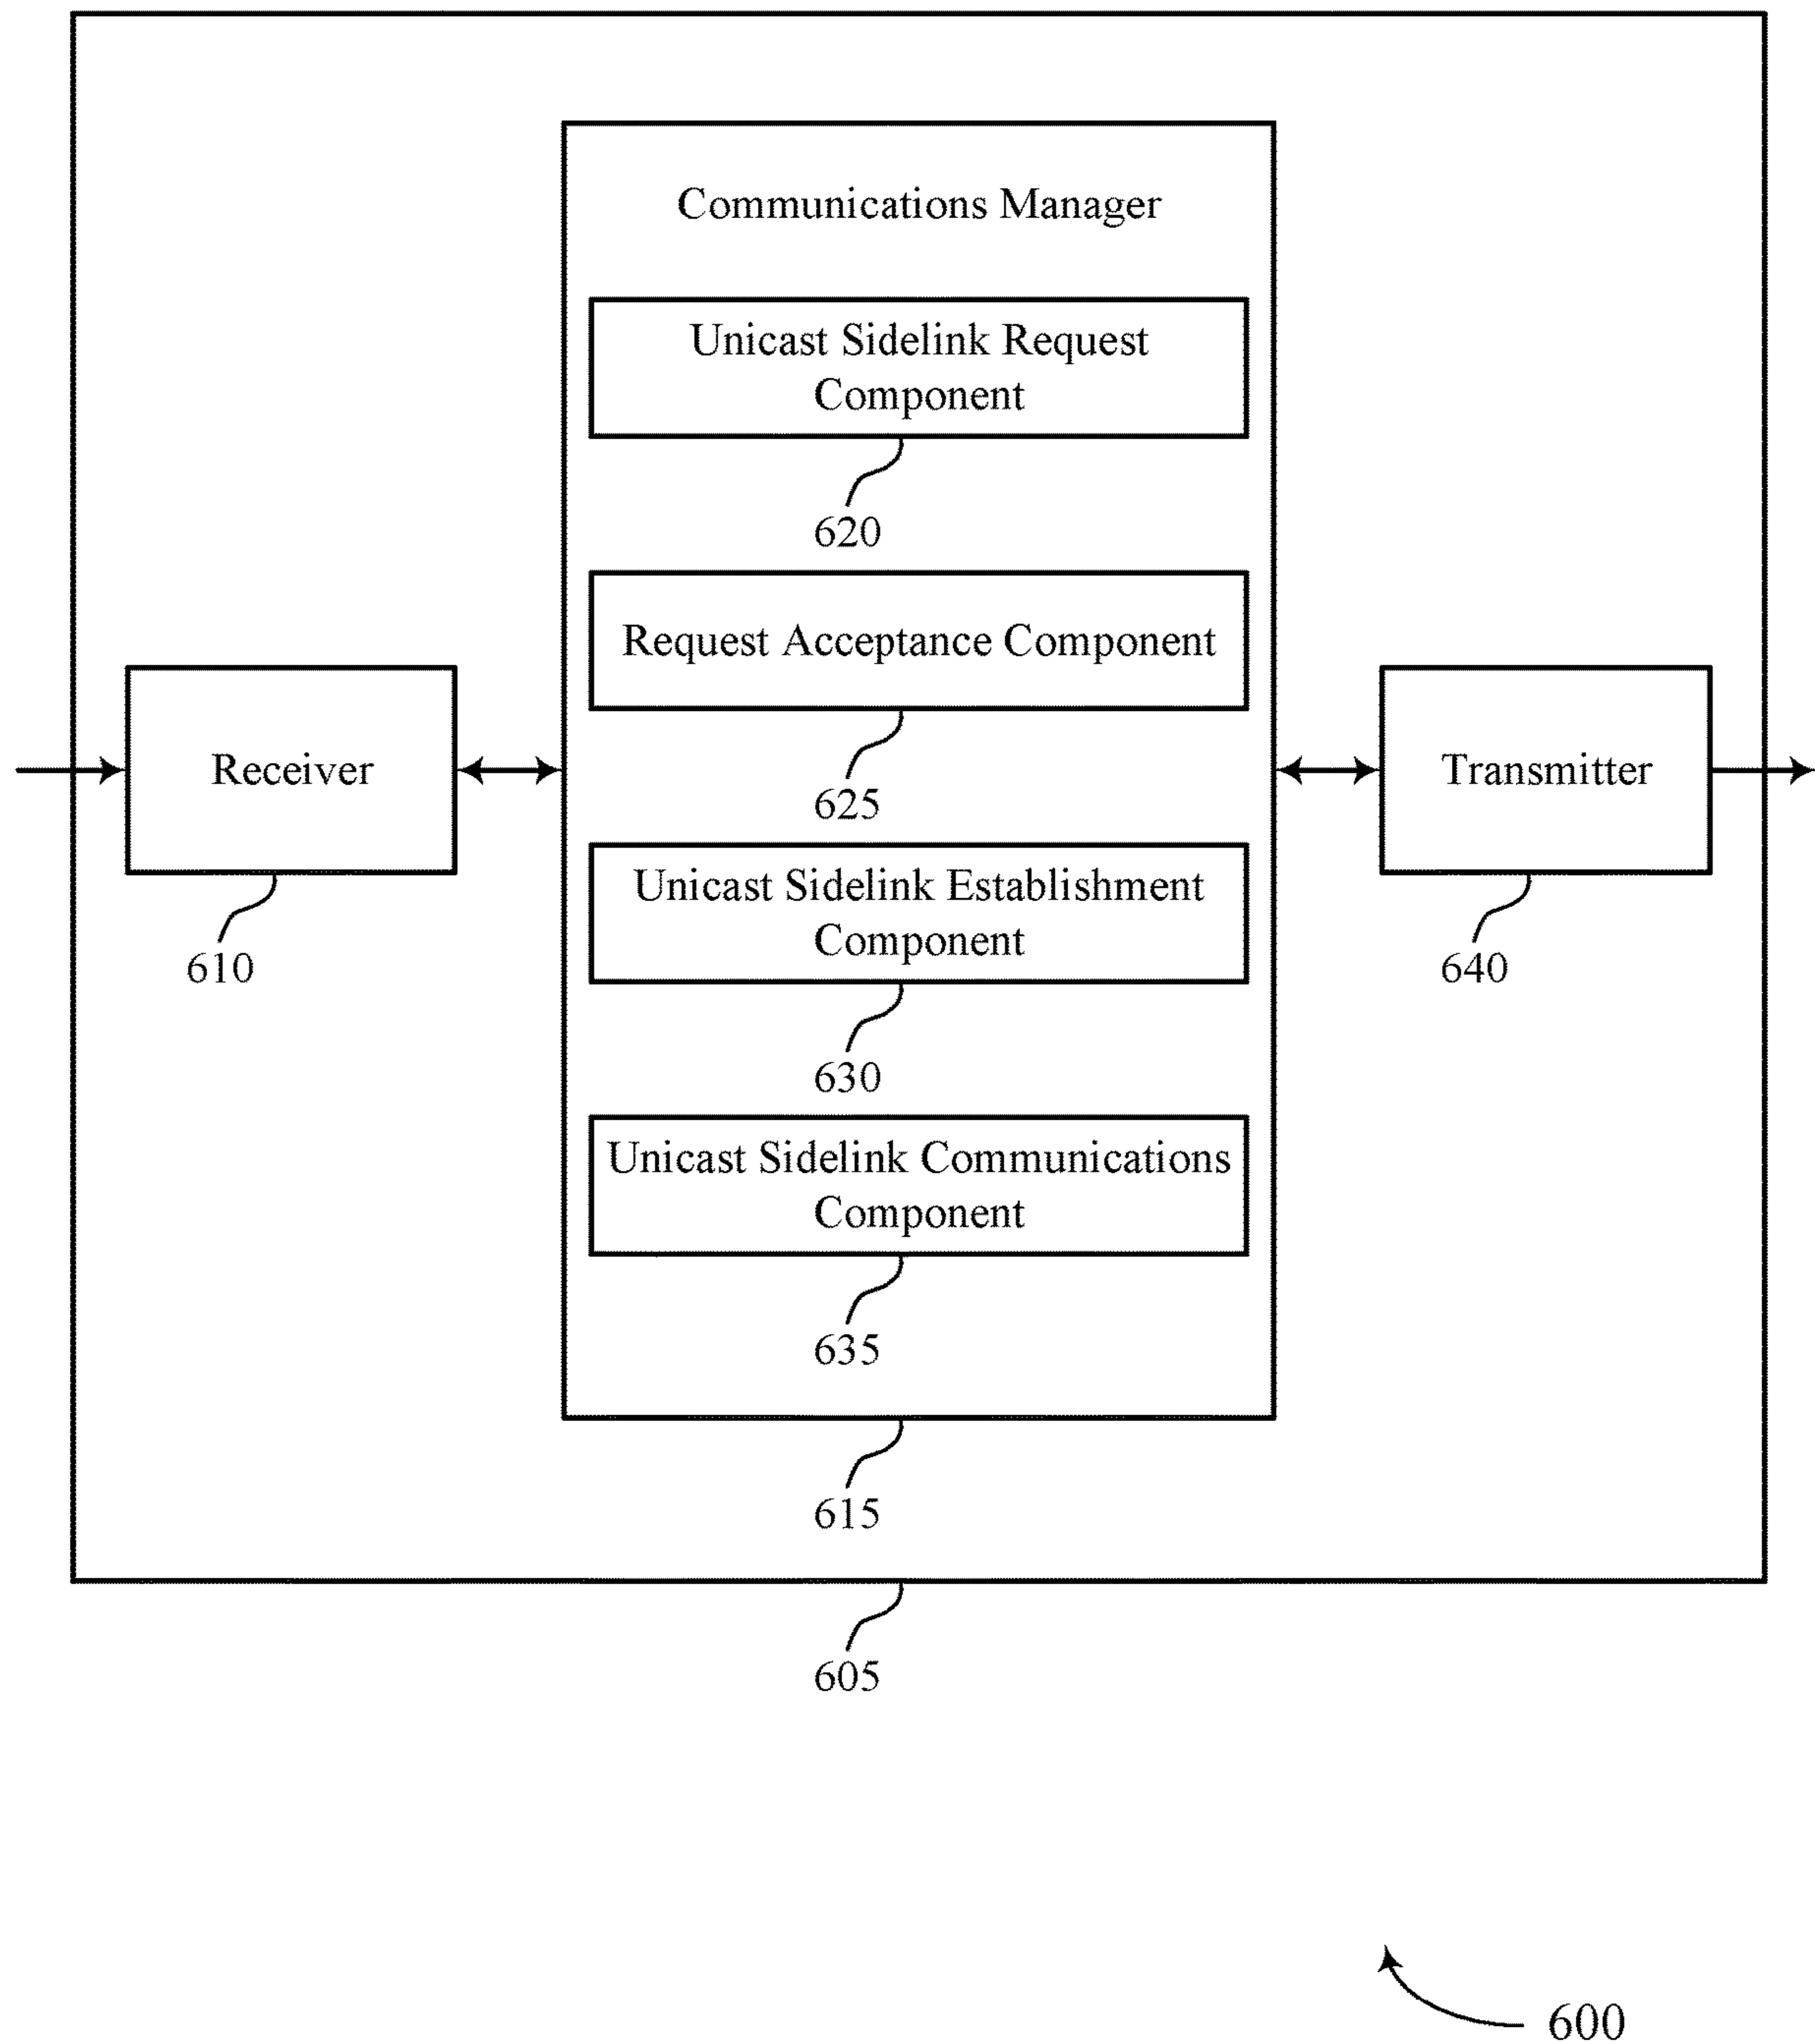 Communications Manager
Unicast Sidelink Request
Component
620
Request Acceptance Component
625
Receiver
610
Transmitter
640
Unicast Sidelink Establishment
Component
630
Unicast Sidelink Communications
Component
635
615
605
600